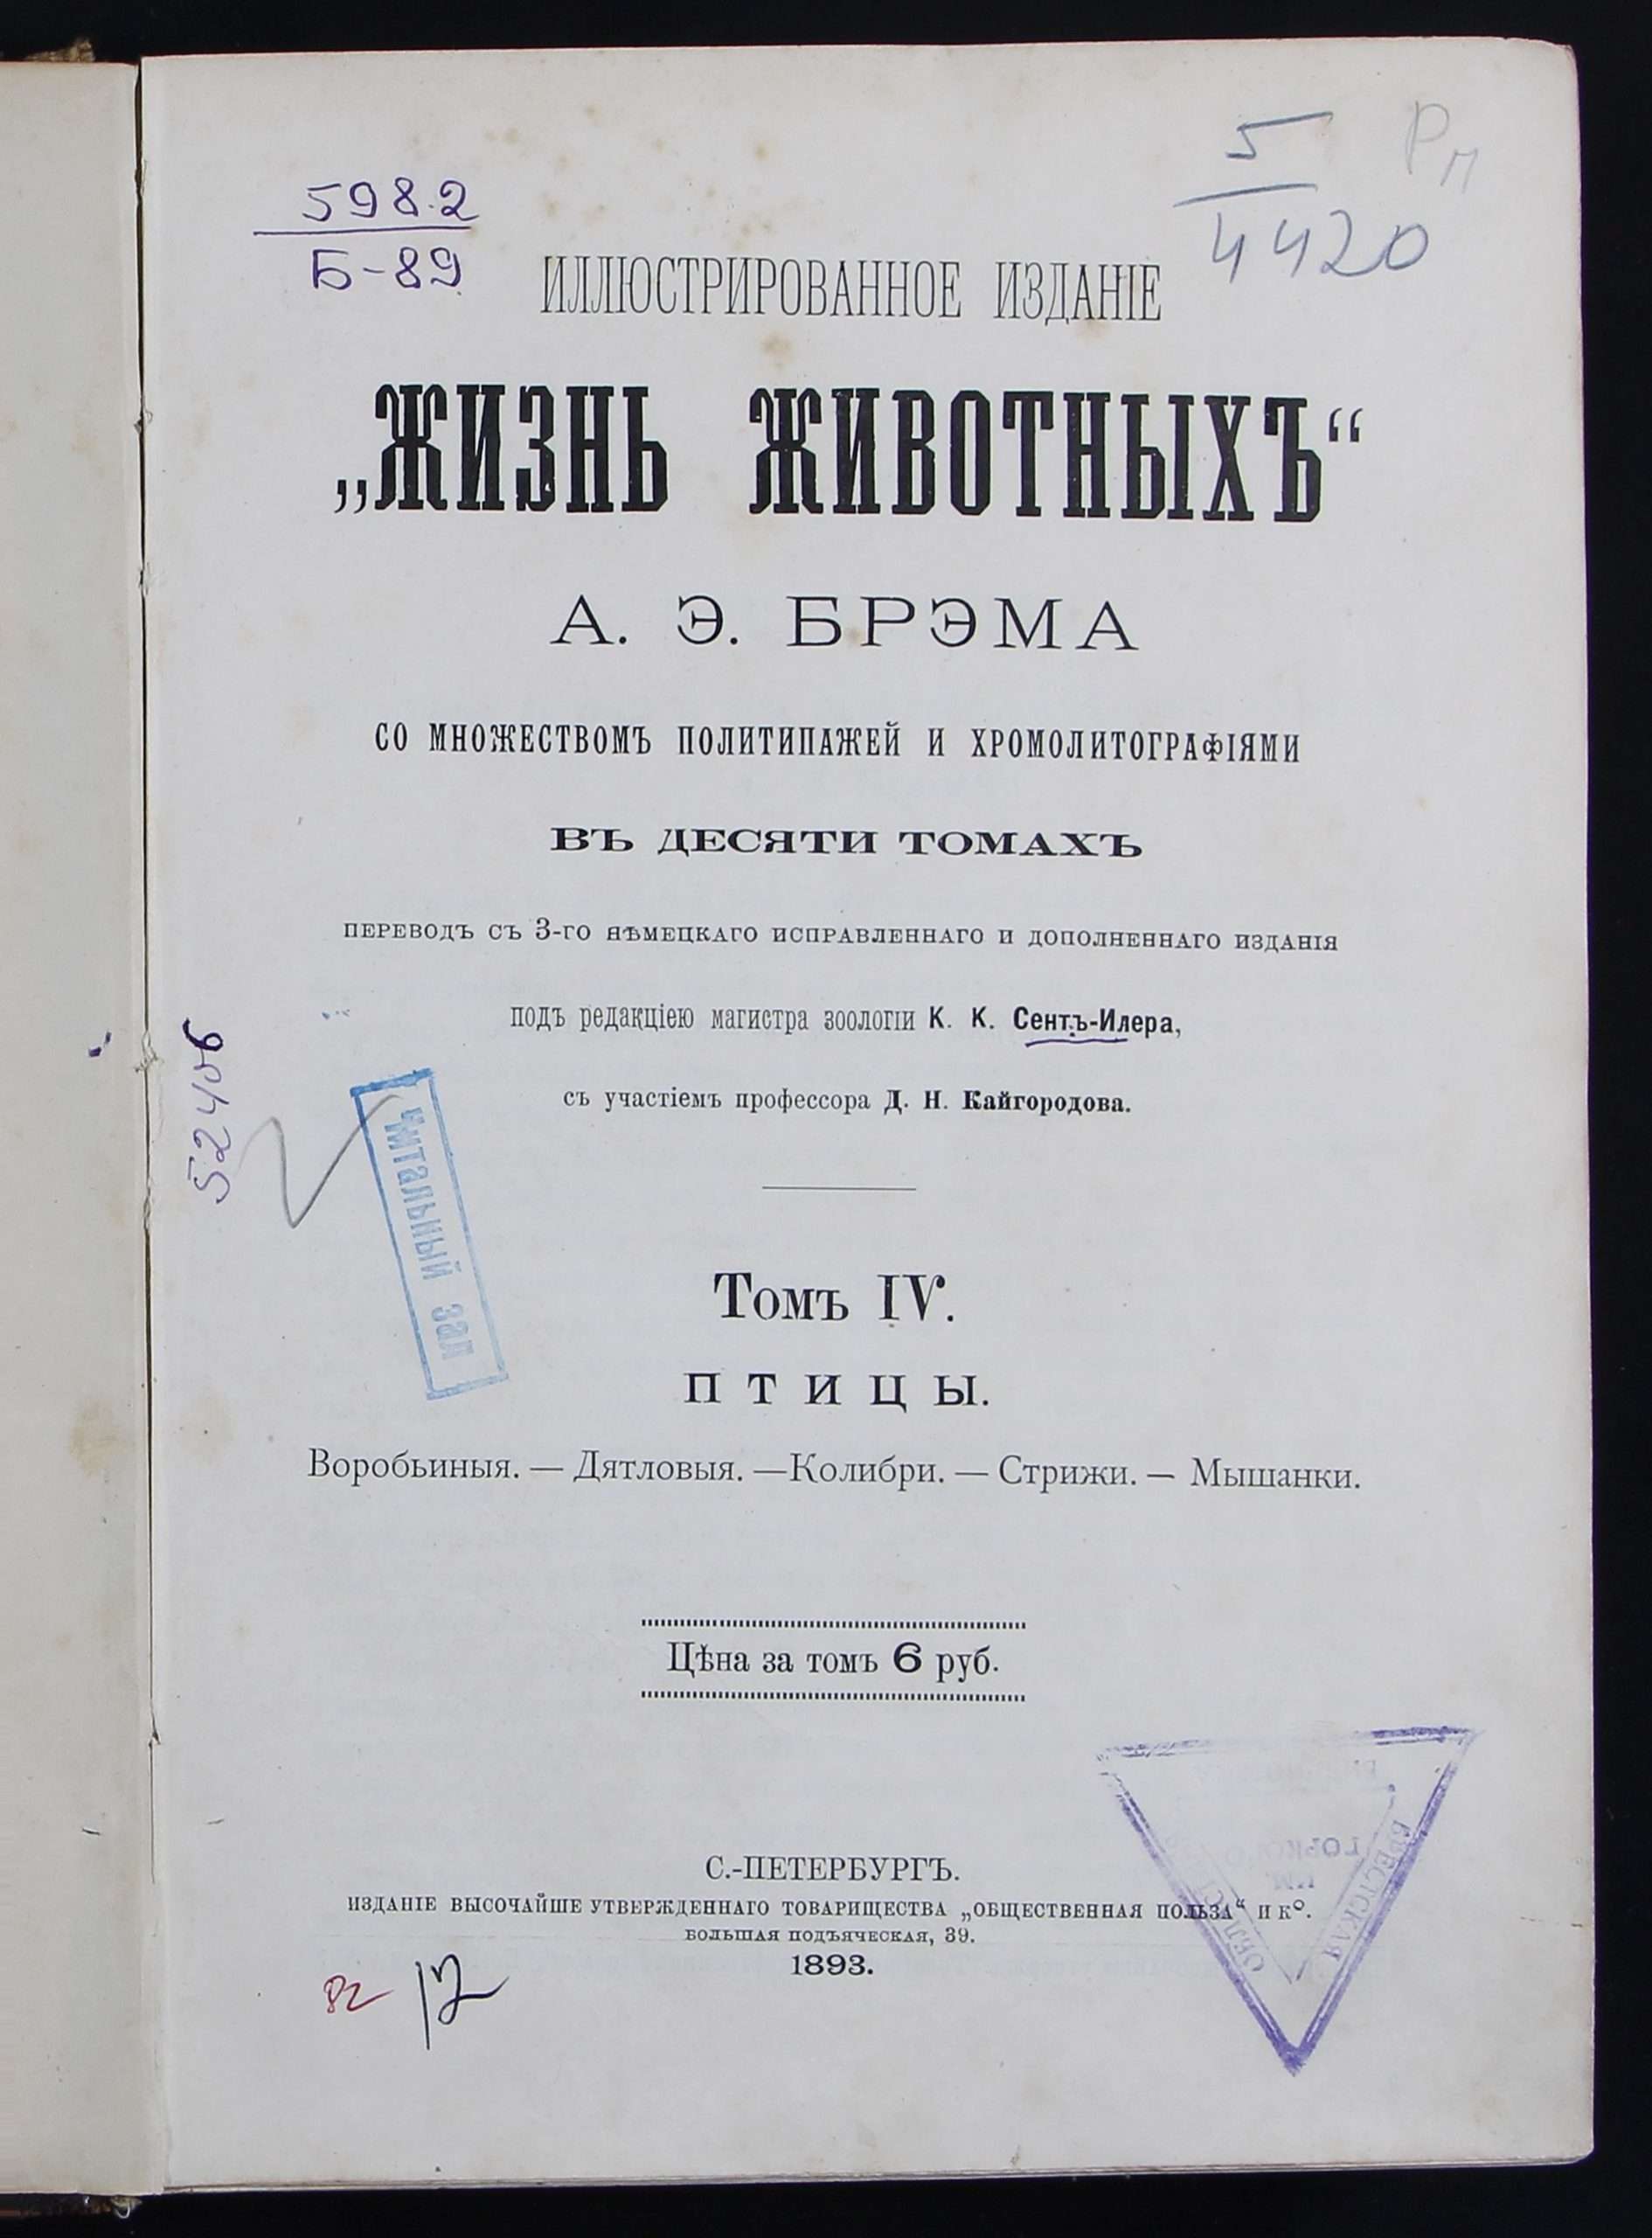 598.2
Б-89
5
4420
ИЛЛЮСТРИРОВАННОЕ ИЗДАНІЕ
„ЖИЗНЬ ЖИВОТНЫХЪ“
А. Э. БРЭМА
СО МНОЖЕСТВОМЪ ПОЛИТИПАЖЕЙ И ХРОМОЛИТОГРАФІЯМИ
ВЪ ДЕСЯТИ ТОМАХЪ
ПЕРЕВОДЪ СЪ 3-ГО НѢМЕЦКАГО ИСПРАВЛЕННАГО И ДОПОЛНЕННАГО ИЗДАНІЯ
подъ редакціею магистра зоологіи К. К. Сентъ-Илера,
съ участіемъ профессора Д. Н. Кайгородова.
52406
читальный зал
Томъ IV.
ПТИЦЫ.
Воробьиныя. — Дятловыя. — Колибри. — Стрижи. — Мышанки.
Цѣна за томъ 6 руб.
БРЕСТСКАЯ
С.-ПЕТЕРБУРГЪ.
ИЗДАНІЕ ВЫСОЧАЙШЕ УТВЕРЖДЕННАГО ТОВАРИЩЕСТВА „ОБЩЕСТВЕННАЯ ПОЛЬЗА“ И К°.
БОЛЬШАЯ ПОДЪЯЧЕСКАЯ, 39.
1893.